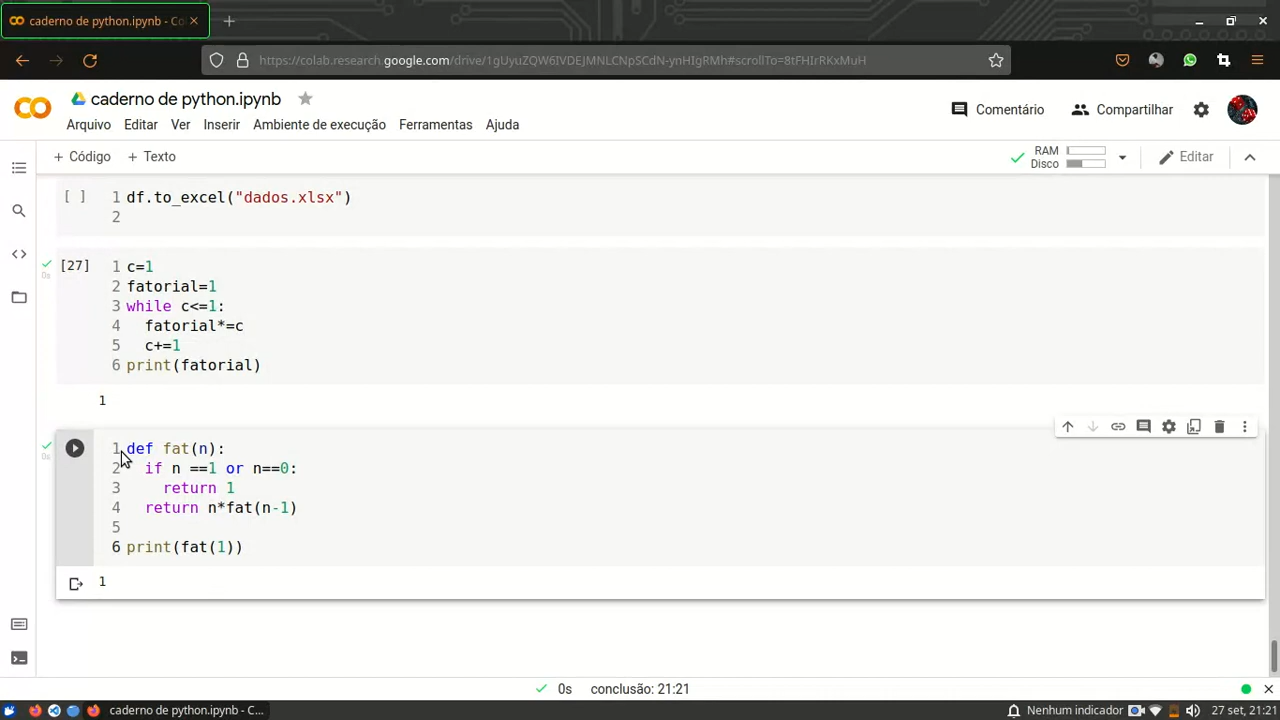 caderno de python.ipynb - Co
https://colab.research.google.com/drive/1gUyuZQW6IVDEJMNLCNpSCdN-ynHIgRMh#scrollTo=8tFHIrRKxMuH
caderno de python.ipynb
Comentário
Compartilhar
Arquivo Editar Ver Inserir Ambiente de execução Ferramentas Ajuda
+ Código + Texto
RAM
Disco
Editar
[ ] 1 df.to_excel("dados.xlsx")
2
[27] 1 c=1
0s
2 fatorial=1
3 while c<=1:
4 fatorial*=c
5 c+=1
6 print(fatorial)
1
1 def fat(n):
0s
2 if n ==1 or n==0:
3 return 1
4 return n*fat(n-1)
5
6 print(fat(1))
1
0s conclusão: 21:21
caderno de python.ipynb - C...
Nenhum indicador
27 set, 21:21